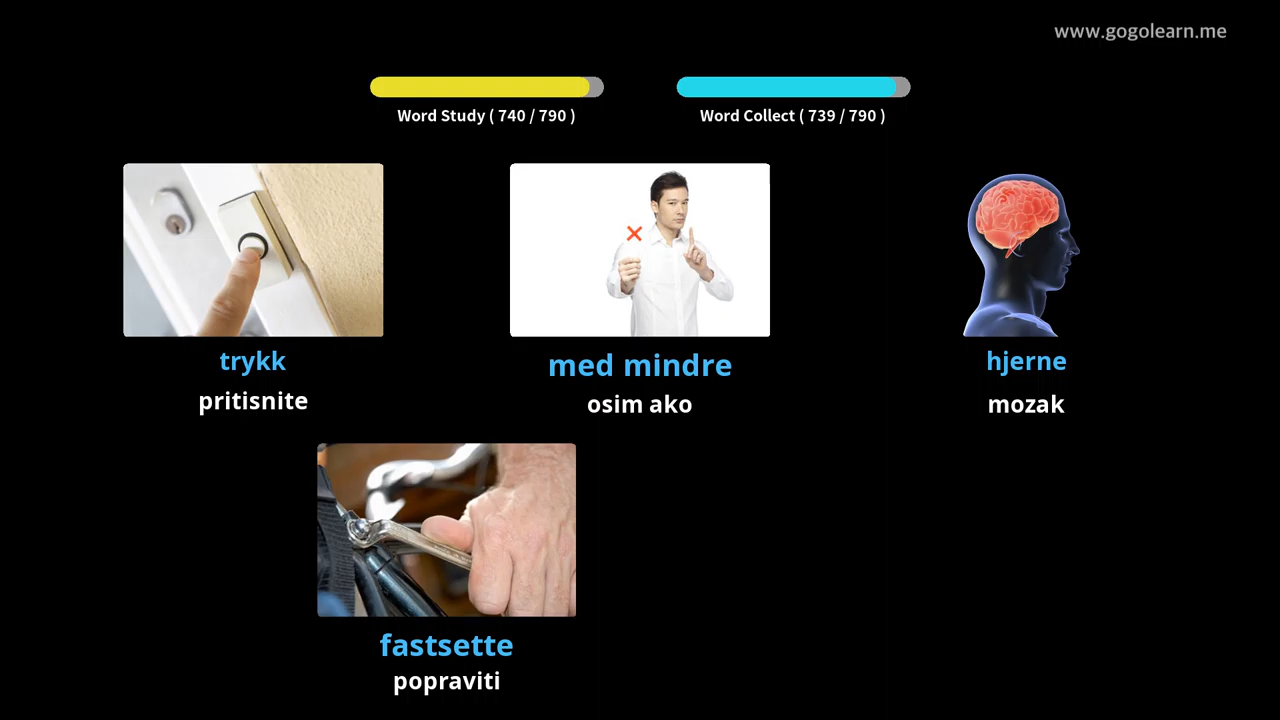 www.gogolearn.me
Word Study ( 740 / 790 )
Word Collect ( 739 / 790 )
trykk
pritisnite
med mindre
osim ako
hjerne
mozak
fastsette
popraviti